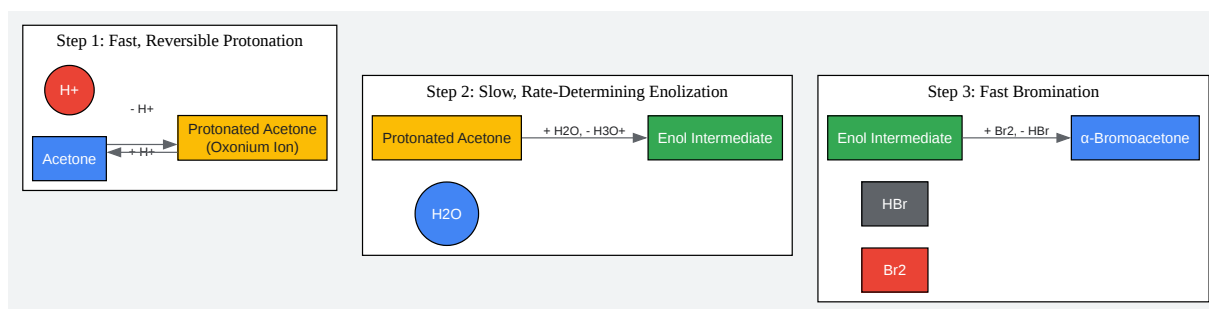 Step 1: Fast, Reversible Protonation
H+
- H+
Protonated Acetone
(Oxonium Ion)
Acetone
+ H+
Step 2: Slow, Rate-Determining Enolization
Protonated Acetone
+ H2O, - H3O+
Enol Intermediate
H2O
Step 3: Fast Bromination
Enol Intermediate
+ Br2, - HBr
α-Bromoacetone
HBr
Br2